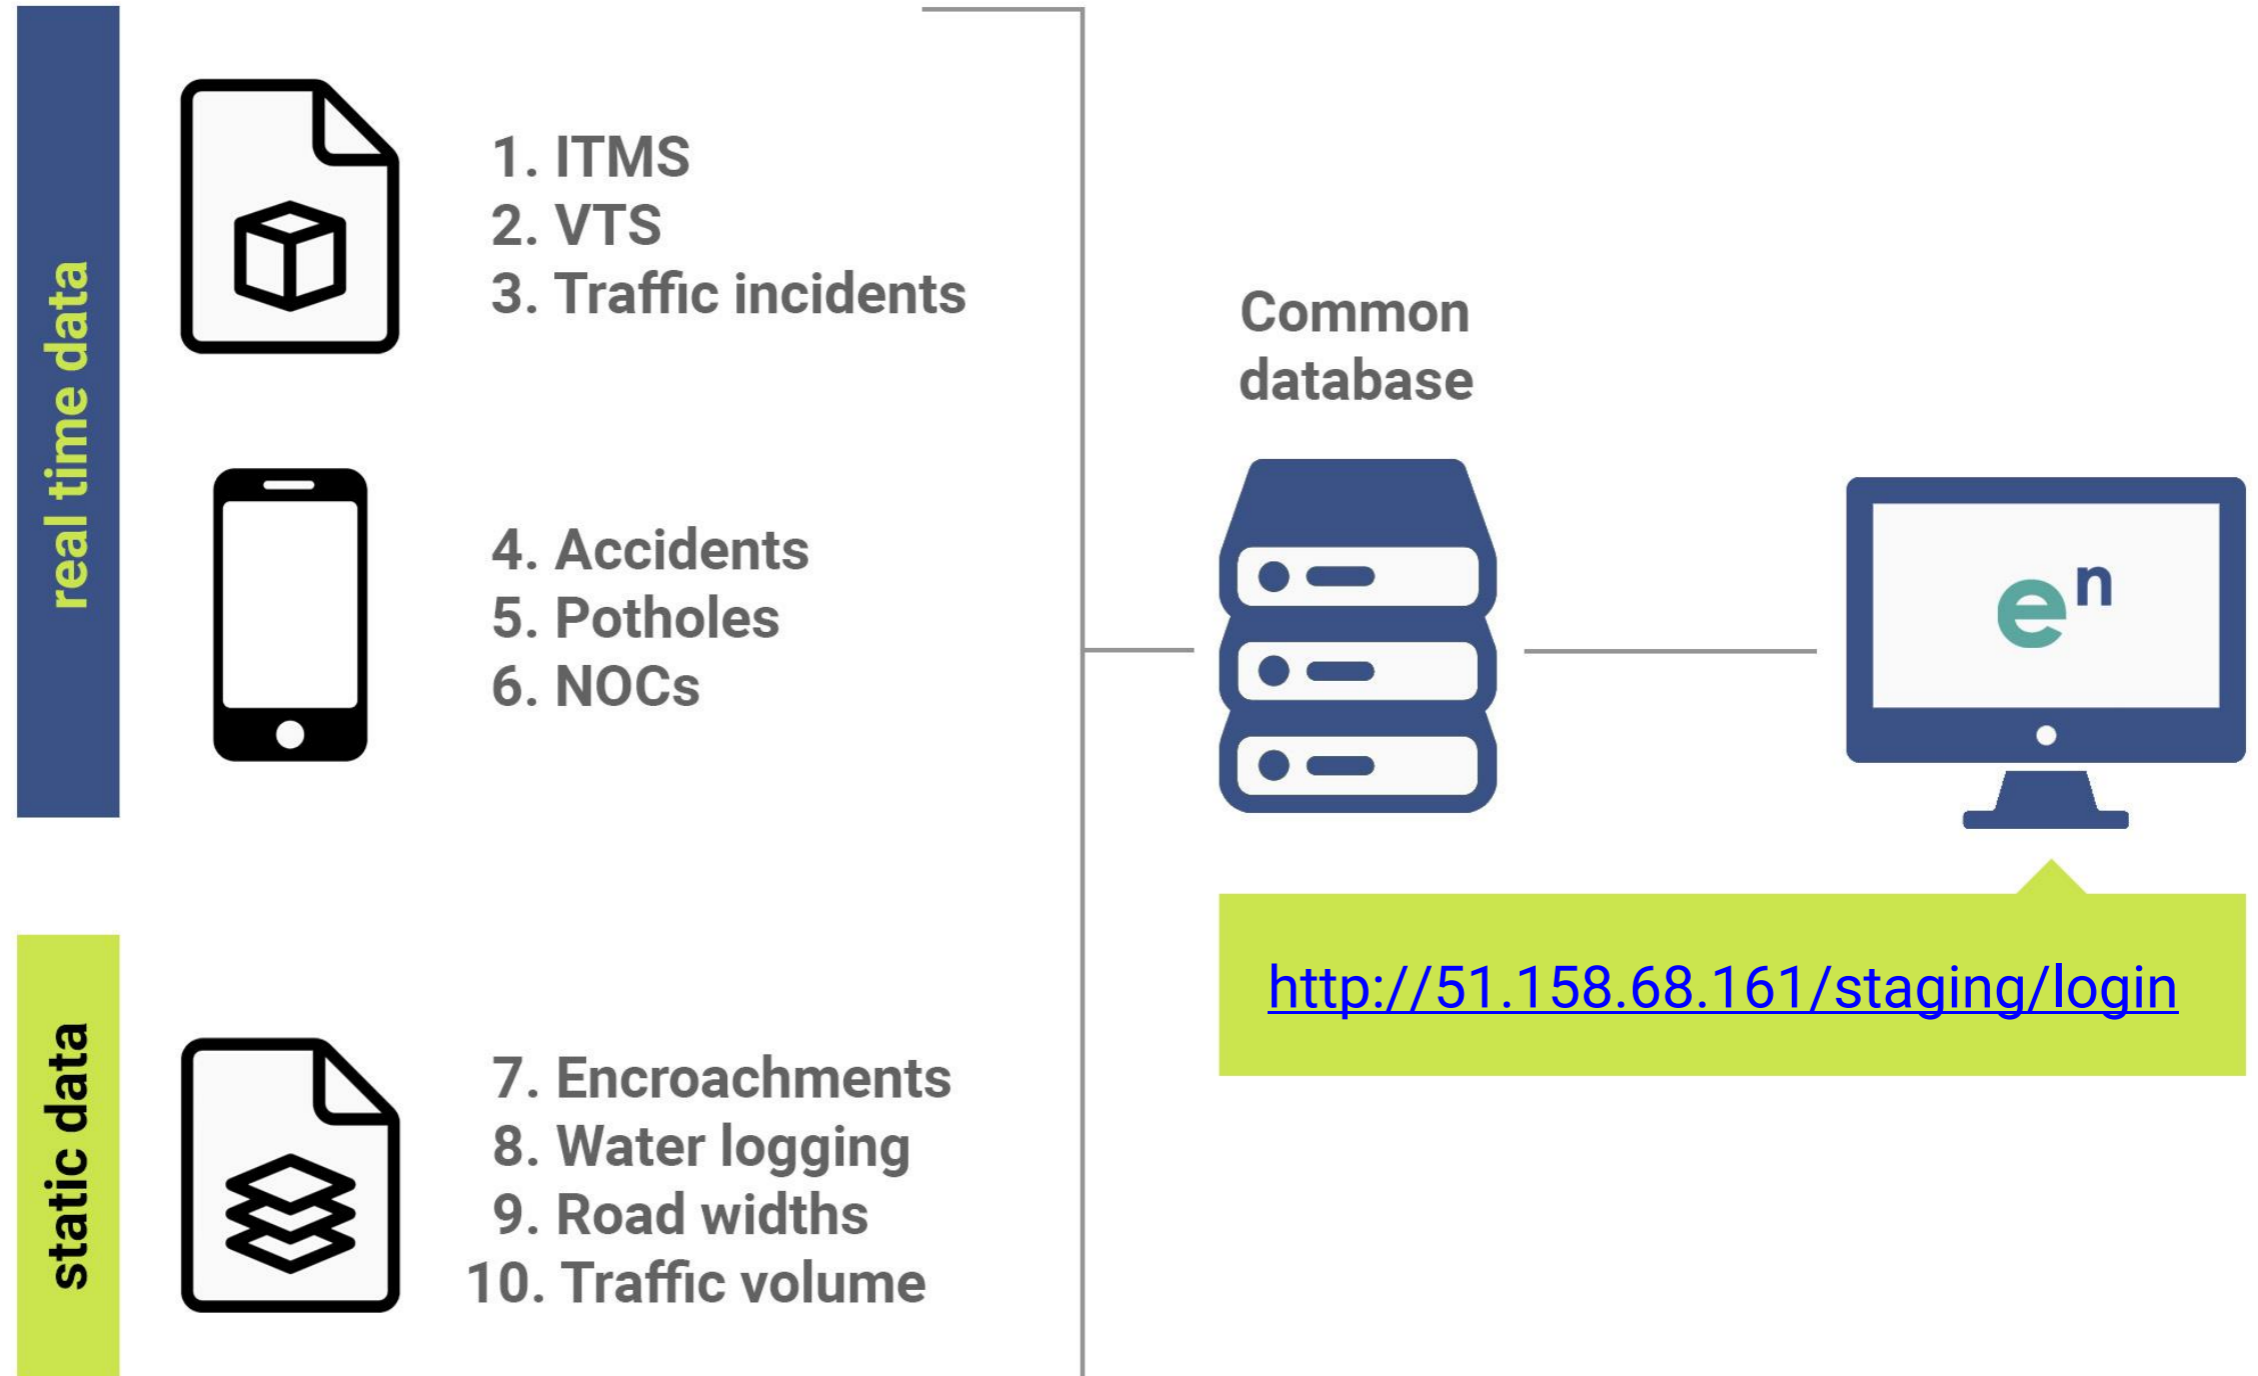 real time data
1. ITMS
2. VTS
3. Traffic incidents
4. Accidents
5. Potholes
6. NOCs
static data
7. Encroachments
8. Water logging
9. Road widths
10. Traffic volume
Common
database
en
http://51.158.68.161/staging/login